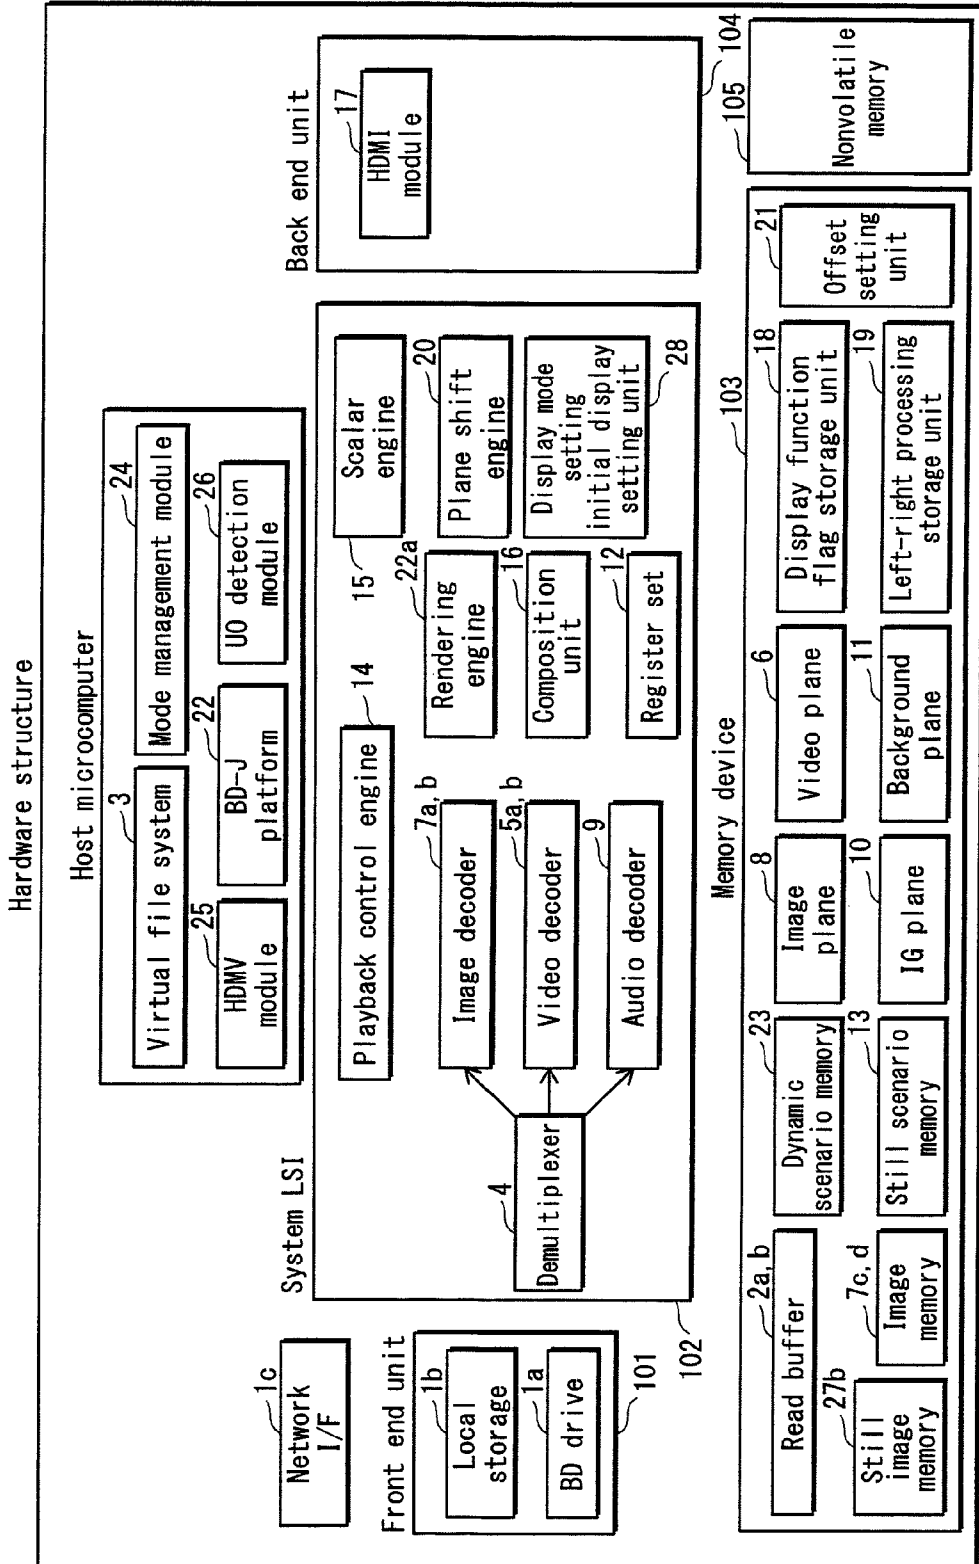 Hardware structure
Host microcomputer
3
Virtual file system
24
Mode management module
25
HDMV
module
22
BD-J
platform
26
UO detection
module
1c
Network
I/F
Front end unit
1b
Local
storage
1a
BD drive
101
System LSI
14
Playback control engine
4
Demultiplexer
7a, b
Image decoder
5a, b
Video decoder
9
Audio decoder
22a
Rendering
engine
16
Composition
unit
12
Register set
15
Scalar
engine
20
Plane shift
engine
Display mode
setting
initial display
setting unit
28
102
Back end unit
17
HDMI
module
104
Memory device
103
2a, b
Read buffer
27b
Still
image
memory
7c, d
Image
memory
23
Dynamic
scenario memory
13
Still scenario
memory
8
Image
plane
10
IG plane
6
Video plane
11
Background
plane
18
Display function
flag storage unit
19
Left-right processing
storage unit
21
Offset
setting
unit
105
Nonvolatile
memory